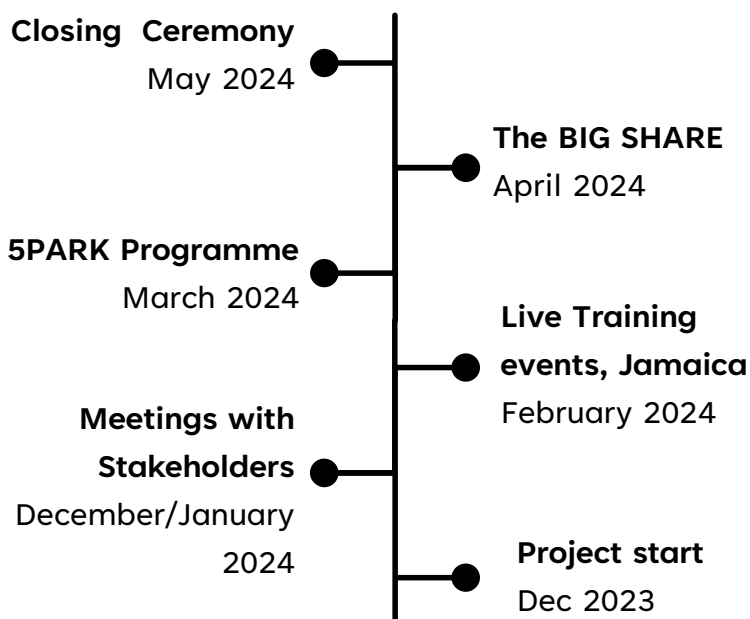 Closing Ceremony
May 2024
The BIG SHARE
April 2024
5PARK Programme
March 2024
Live Training
events, Jamaica
February 2024
Meetings with
Stakeholders
December/January
2024
Project start
Dec 2023